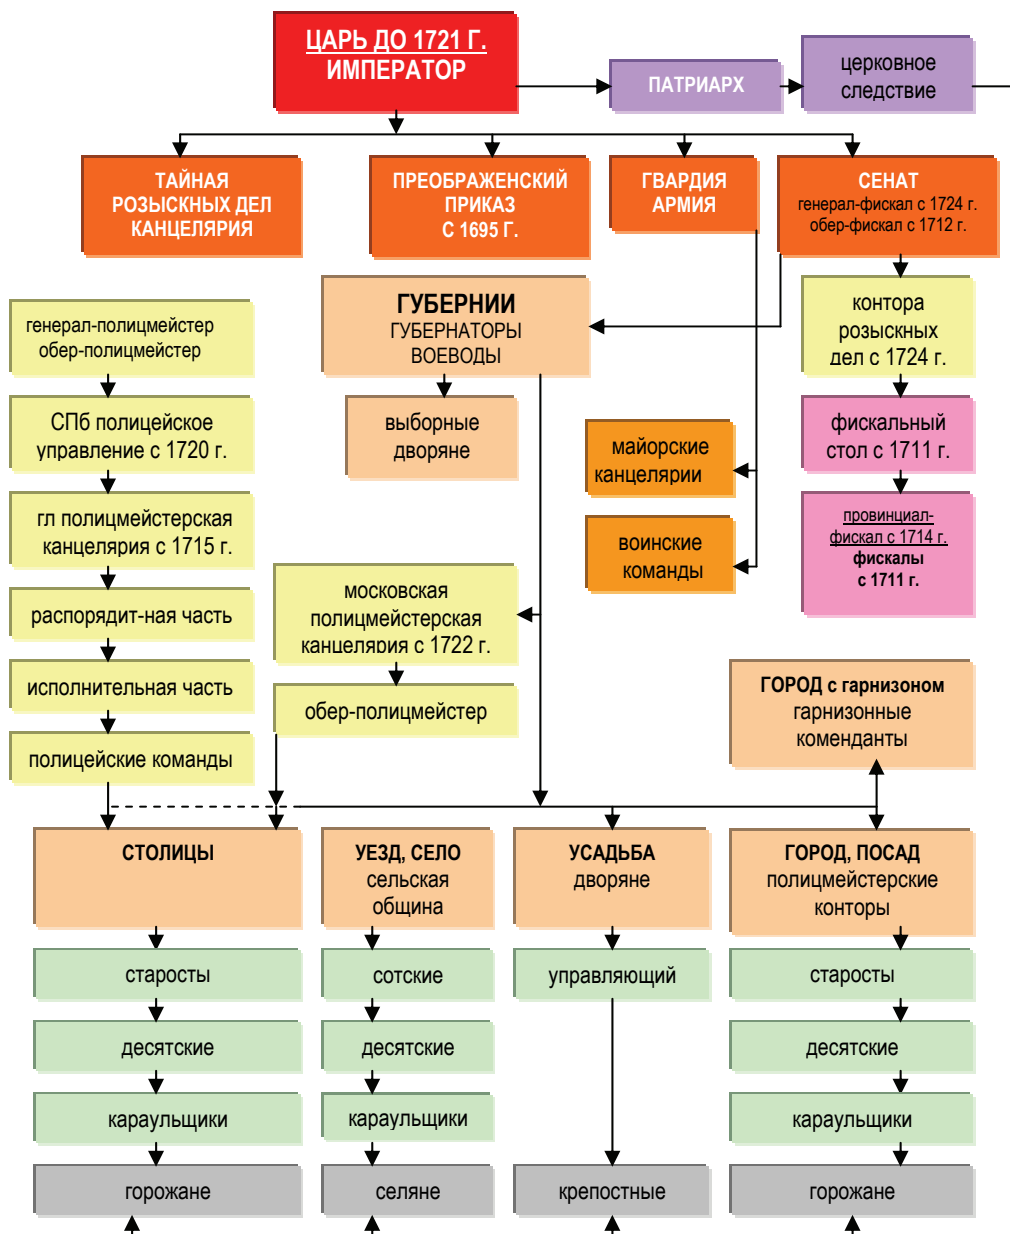 ЦАРЬ ДО 1721 Г.
ИМПЕРАТОР
ПАТРИАРХ
церковное
следствие
ТАЙНАЯ
РОЗЫСКНЫХ ДЕЛ
КАНЦЕЛЯРИЯ
ПРЕОБРАЖЕНСКИЙ
ПРИКАЗ
С 1695 Г.
ГВАРДИЯ
АРМИЯ
СЕНАТ
генерал-фискал с 1724 г.
обер-фискал с 1712 г.
генерал-полицмейстер
обер-полицмейстер
ГУБЕРНИИ
ГУБЕРНАТОРЫ
ВОЕВОДЫ
контора
розыскных
дел с 1724 г.
СПб полицейское
управление с 1720 г.
выборные
дворяне
майорские
канцелярии
фискальный
стол с 1711 г.
гл полицмейстерская
канцелярия с 1715 г.
воинские
команды
провинциал-
фискал с 1714 г.
фискалы
с 1711 г.
распорядит-ная часть
московская
полицмейстерская
канцелярия с 1722 г.
исполнительная часть
обер-полицмейстер
ГОРОД с гарнизоном
гарнизонные
коменданты
полицейские команды
СТОЛИЦЫ
УЕЗД, СЕЛО
сельская
община
УСАДЬБА
дворяне
ГОРОД, ПОСАД
полицмейстерские
конторы
старосты
сотские
управляющий
старосты
десятские
десятские
десятские
караульщики
караульщики
караульщики
горожане
селяне
крепостные
горожане